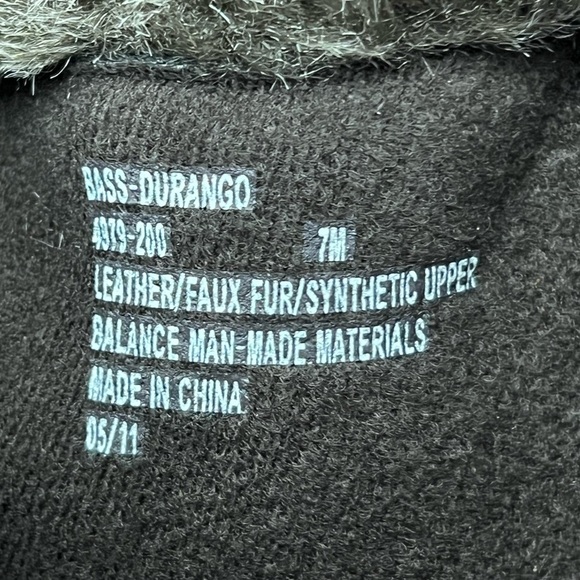 BASS-DURANGO
4979-200 7M
LEATHER/FAUX FUR/SYNTHETIC UPPER
BALANCE MAN-MADE MATERIALS
MADE IN CHINA
05/11